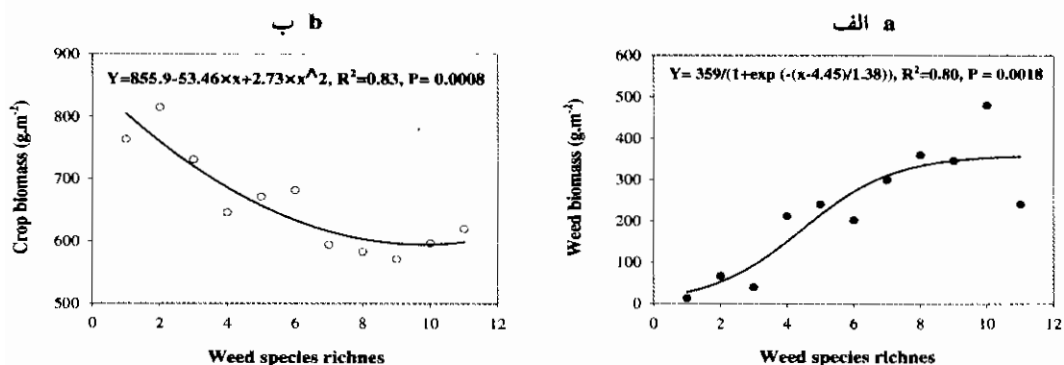 ب b
900
800
700
600
500
Crop biomass (g.m-2)
Y=855.9-53.46×x+2.73×x^2, R2=0.83, P= 0.0008
0 2 4 6 8 10 12
Weed species richnes
الف a
600
500
400
300
200
100
0
Weed biomass (g.m-2)
Y= 359/(1+exp (-(x-4.45)/1.38)), R2=0.80, P = 0.0018
0 2 4 6 8 10 12
Weed species richnes